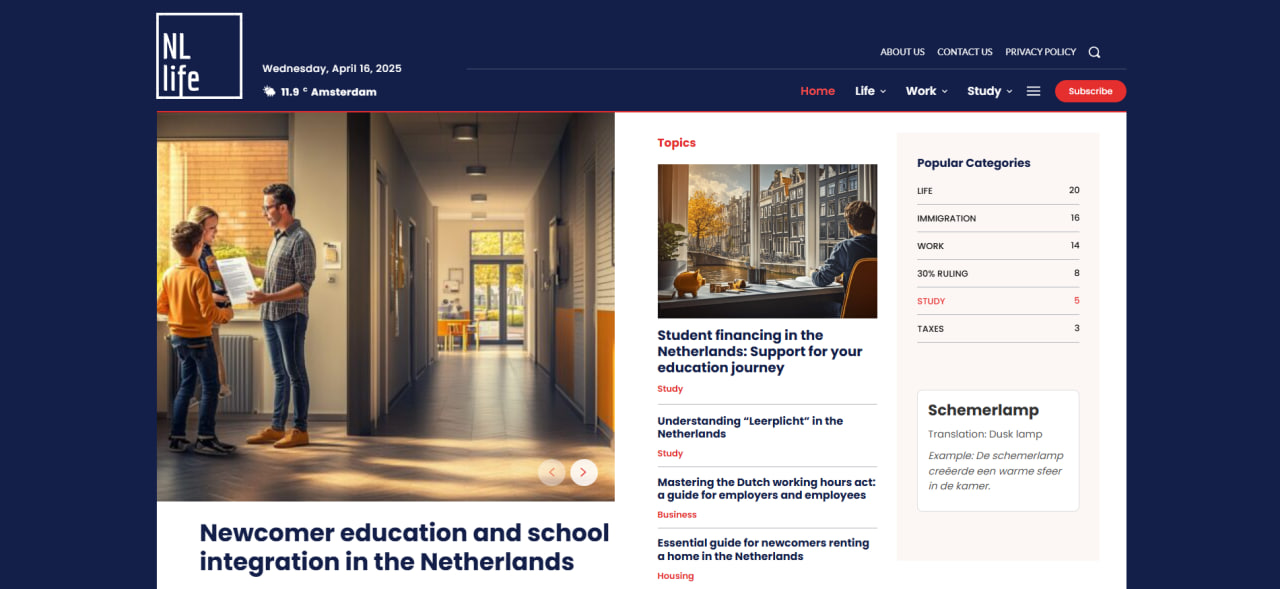 NL
life
Wednesday, April 16, 2025
11.9 C Amsterdam
ABOUT US CONTACT US PRIVACY POLICY
Home Life Work Study Subscribe
Newcomer education and school
integration in the Netherlands
Topics
Student financing in the
Netherlands: Support for your
education journey
Study
Understanding “Leerplicht” in the
Netherlands
Study
Mastering the Dutch working hours act:
a guide for employers and employees
Business
Essential guide for newcomers renting
a home in the Netherlands
Housing
Popular Categories
LIFE 20
IMMIGRATION 16
WORK 14
30% RULING 8
STUDY 5
TAXES 3
Schemerlamp
Translation: Dusk lamp
Example: De schemerlamp
creëerde een warme sfeer
in de kamer.